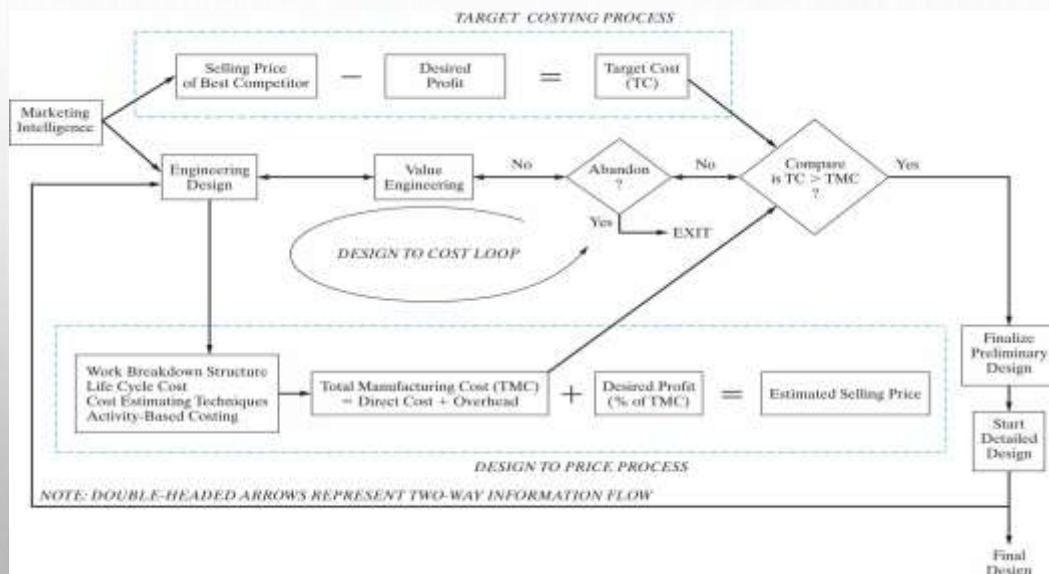 TARGET COSTING PROCESS
Selling Price
of Best Competitor
−
Desired
Profit
=
Target Cost
(TC)
Marketing
Intelligence
Engineering
Design
Value
Engineering
No
Abandon
?
No
Compare
is TC > TMC
?
Yes
Yes
EXIT
DESIGN TO COST LOOP
Work Breakdown Structure
Life Cycle Cost
Cost Estimating Techniques
Activity-Based Costing
Total Manufacturing Cost (TMC)
= Direct Cost + Overhead
+
Desired Profit
(% of TMC)
=
Estimated Selling Price
Finalize
Preliminary
Design
Start
Detailed
Design
DESIGN TO PRICE PROCESS
NOTE: DOUBLE-HEADED ARROWS REPRESENT TWO-WAY INFORMATION FLOW
Final
Design